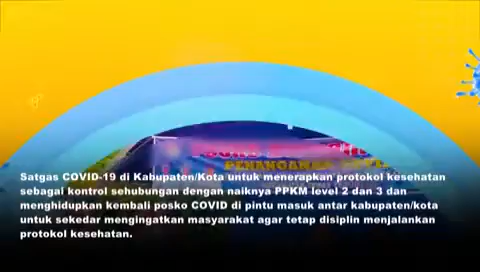 PENANGANAN
Satgas COVID-19 di Kabupaten/Kota untuk menerapkan protokol kesehatan
sebagai kontrol sehubungan dengan naiknya PPKM level 2 dan 3 dan
menghidupkan kembali posko COVID di pintu masuk antar kabupaten/kota
untuk sekedar mengingatkan masyarakat agar tetap disiplin menjalankan
protokol kesehatan.